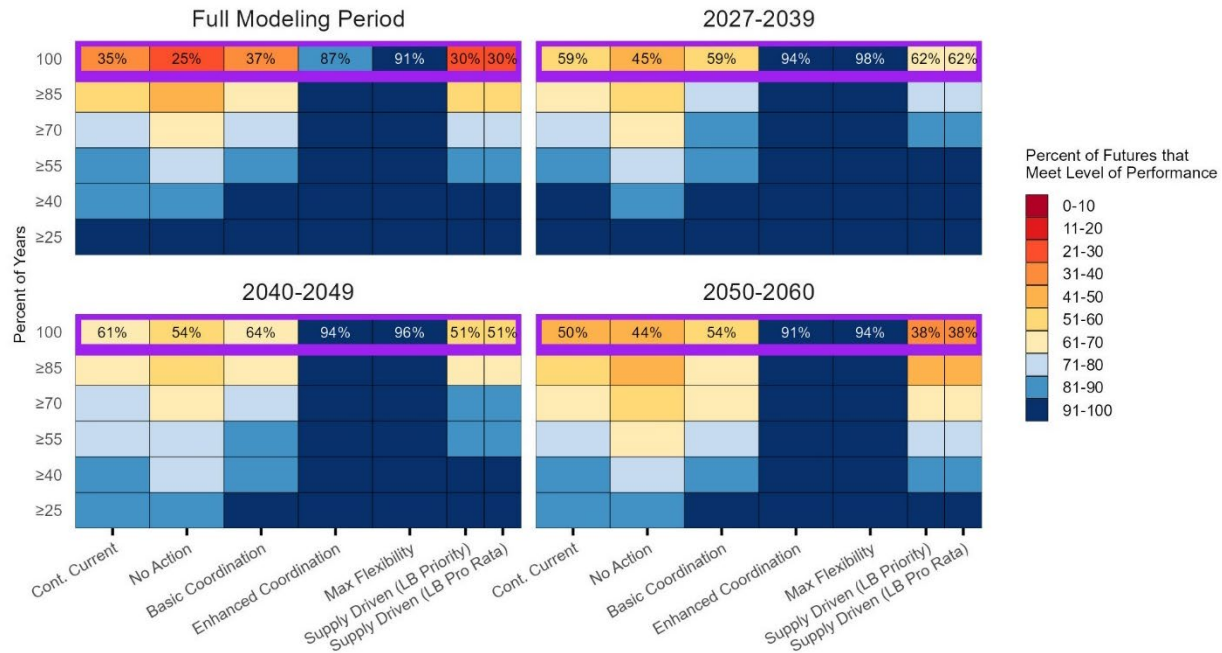 Full Modeling Period
2027-2039
Percent of Years
100 35% 25% 37% 87% 91% 30% 30%
≥85
≥70
≥55
≥40
≥25
59% 45% 59% 94% 98% 62% 62%
Percent of Futures that
Meet Level of Performance
0-10
11-20
21-30
31-40
41-50
51-60
61-70
71-80
81-90
91-100
2040-2049
2050-2060
100 61% 54% 64% 94% 96% 51% 51%
≥85
≥70
≥55
≥40
≥25
50% 44% 54% 91% 94% 38% 38%
Cont. Current
No Action
Basic Coordination
Enhanced Coordination
Max Flexibility
Supply Driven (LB Priority)
Supply Driven (LB Pro Rata)
Cont. Current
No Action
Basic Coordination
Enhanced Coordination
Max Flexibility
Supply Driven (LB Priority)
Supply Driven (LB Pro Rata)